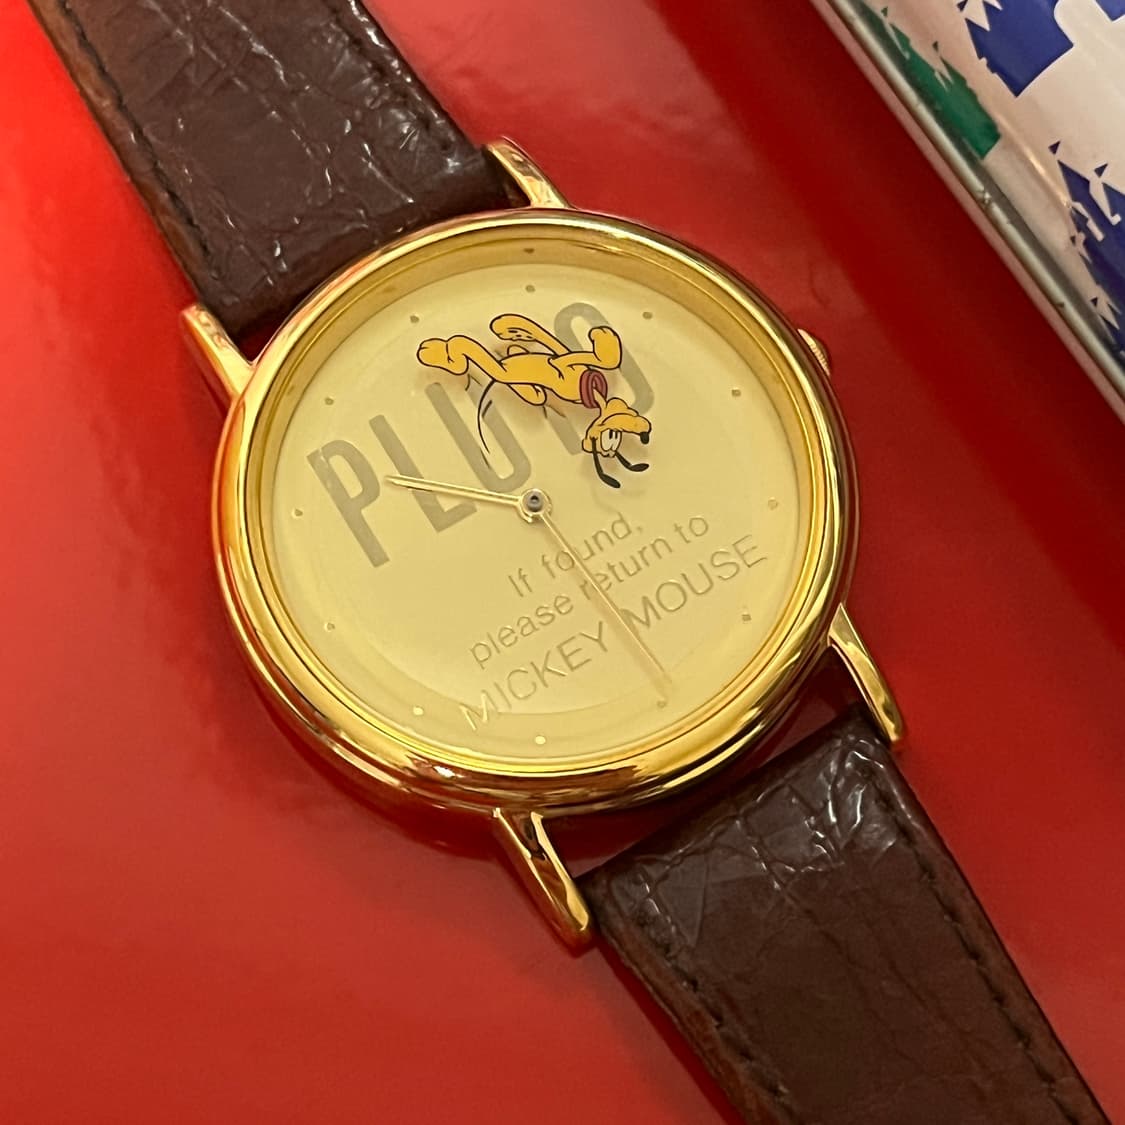 PLUTO
If found,
please return to
MICKEY MOUSE